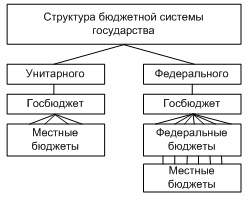 Структура бюджетной системы
государства
Унитарного
Федерального
Госбюджет
Госбюджет
Местные
бюджеты
Федеральные
бюджеты
Местные
бюджеты